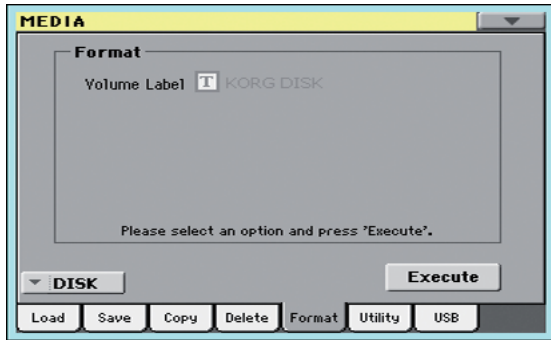 MEDIA
Format
Volume Label T KORG DISK
Please select an option and press 'Execute'.
DISK
Execute
Load Save Copy Delete Format Utility USB